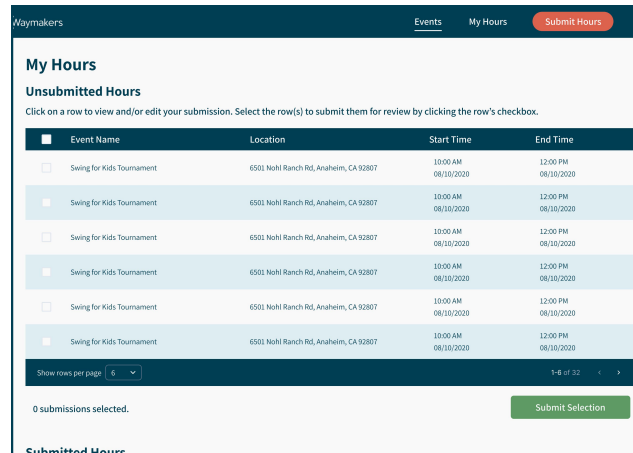 Waymakers Events My Hours Submit Hours
My Hours
Unsubmitted Hours
Click on a row to view and/or edit your submission. Select the row(s) to submit them for review by clicking the row's checkbox.
Event Name Location Start Time End Time
Swing for Kids Tournament 6501 Nohl Ranch Rd, Anaheim, CA 92807 10:00 AM 12:00 PM
08/10/2020 08/10/2020
Swing for Kids Tournament 6501 Nohl Ranch Rd, Anaheim, CA 92807 10:00 AM 12:00 PM
08/10/2020 08/10/2020
Swing for Kids Tournament 6501 Nohl Ranch Rd, Anaheim, CA 92807 10:00 AM 12:00 PM
08/10/2020 08/10/2020
Swing for Kids Tournament 6501 Nohl Ranch Rd, Anaheim, CA 92807 10:00 AM 12:00 PM
08/10/2020 08/10/2020
Swing for Kids Tournament 6501 Nohl Ranch Rd, Anaheim, CA 92807 10:00 AM 12:00 PM
08/10/2020 08/10/2020
Swing for Kids Tournament 6501 Nohl Ranch Rd, Anaheim, CA 92807 10:00 AM 12:00 PM
08/10/2020 08/10/2020
Show rows per page 6 1-6 of 32
0 submissions selected. Submit Selection
Submitted Hours